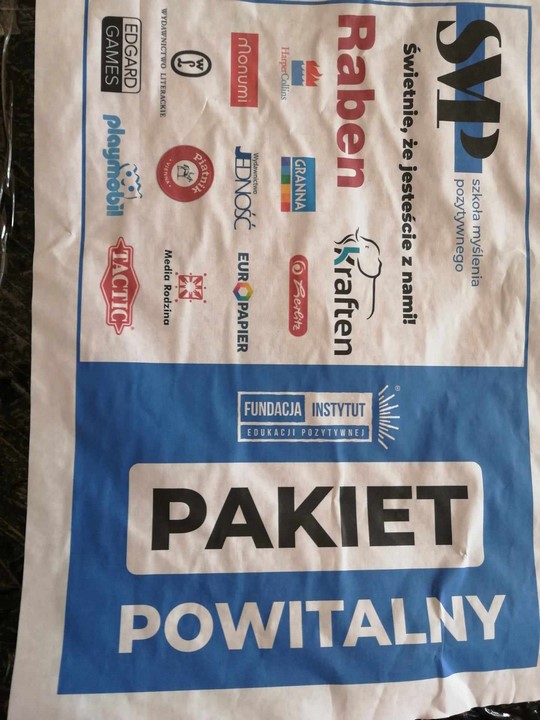 SMP
szkoła myślenia
pozytywnego
Świetnie, że jesteście z nami!
Raben
Kraften
HarperCollins
GRANNA
Herlitz
monumi
Wydawnictwo
JEDNOŚĆ
EUROPAPIER
WYDAWNICTWO LITERACKIE
Piatnik
Media Rodzina
EDGARD
GAMES
playmobil
TACTIC
FUNDACJA INSTYTUT
EDUKACJI POZYTYWNEJ
PAKIET
POWITALNY